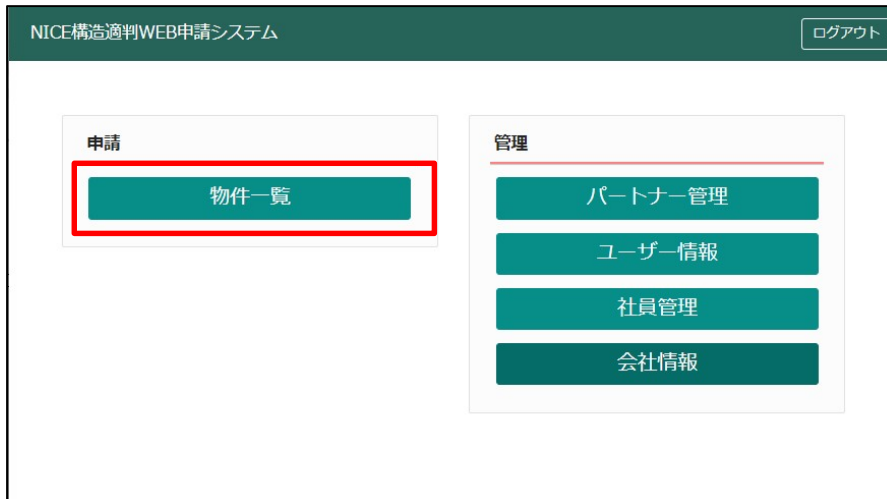 NICE構造適判WEB申請システム
ログアウト
申請
物件一覧
管理
パートナー管理
ユーザー情報
社員管理
会社情報